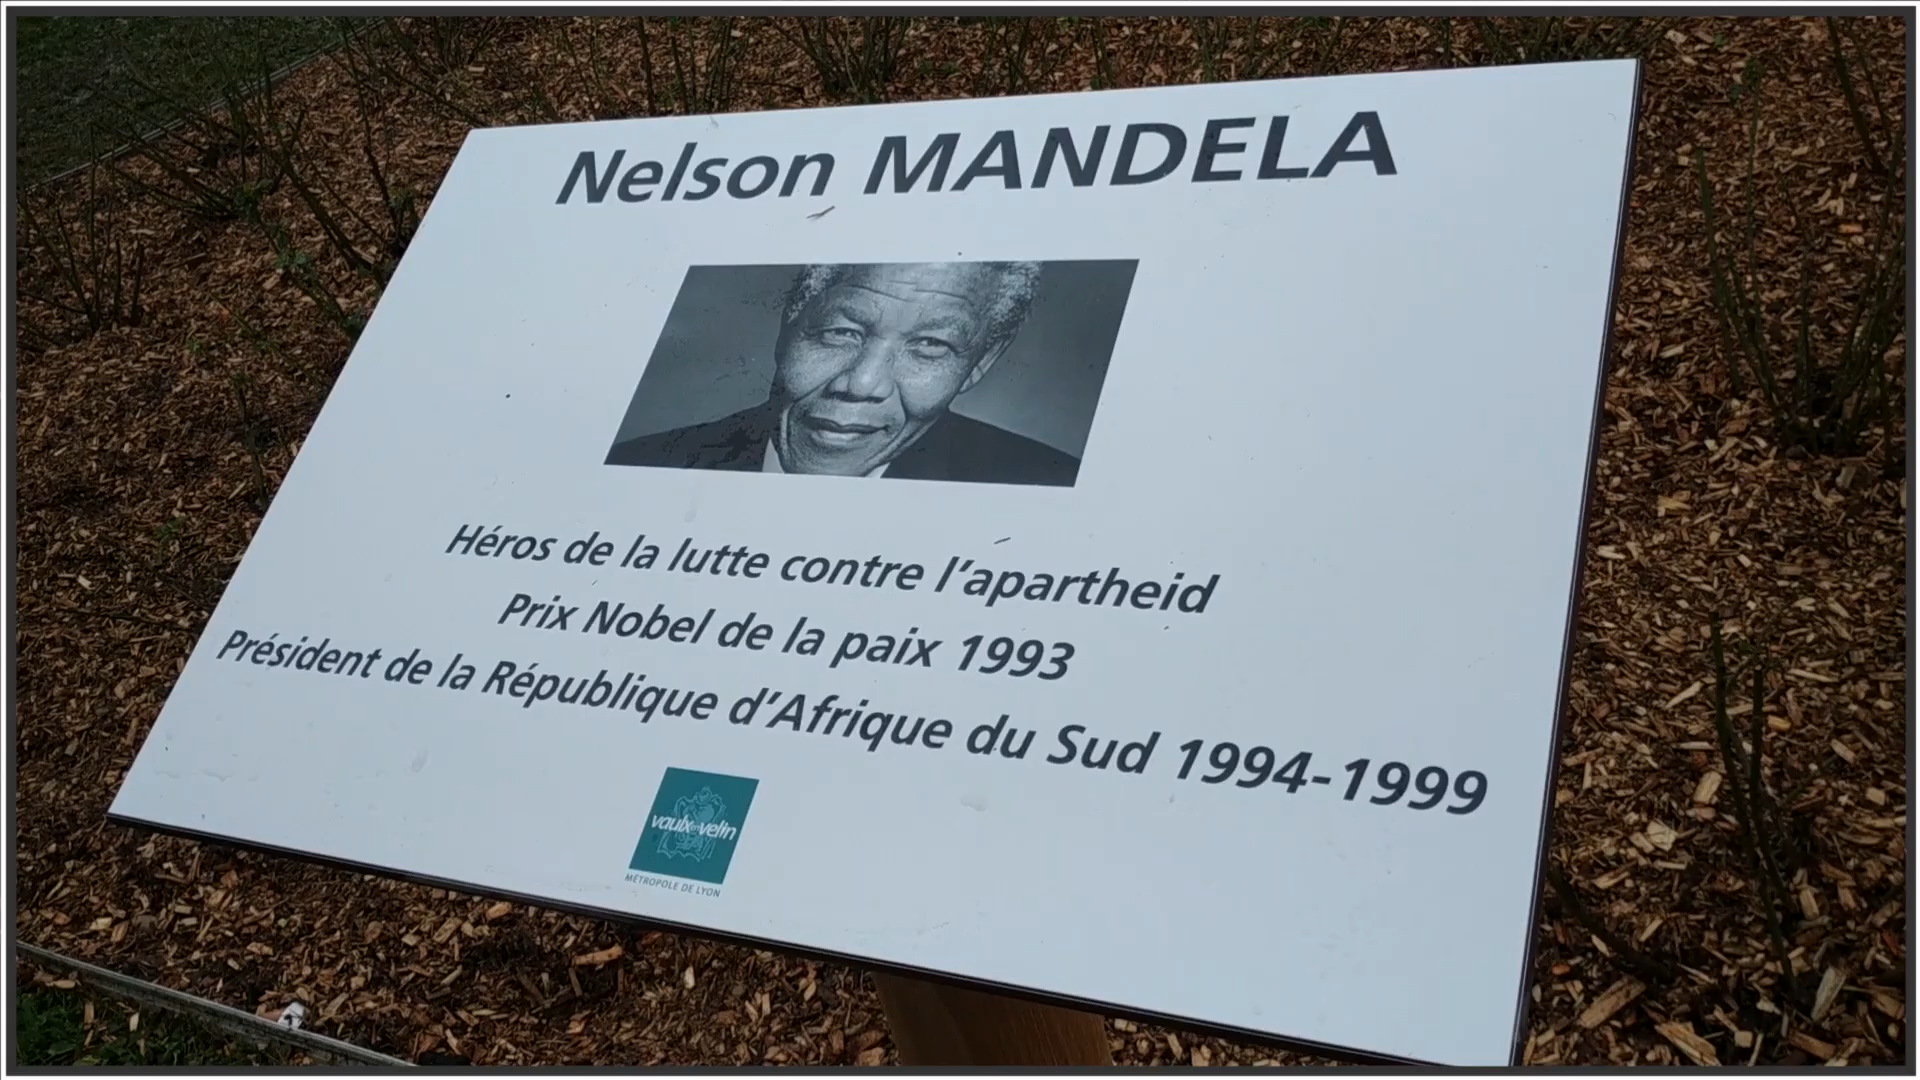 Nelson MANDELA
Héros de la lutte contre l'apartheid
Prix Nobel de la paix 1993
Président de la République d'Afrique du Sud 1994-1999
vaulx en velin
MÉTROPOLE DE LYON